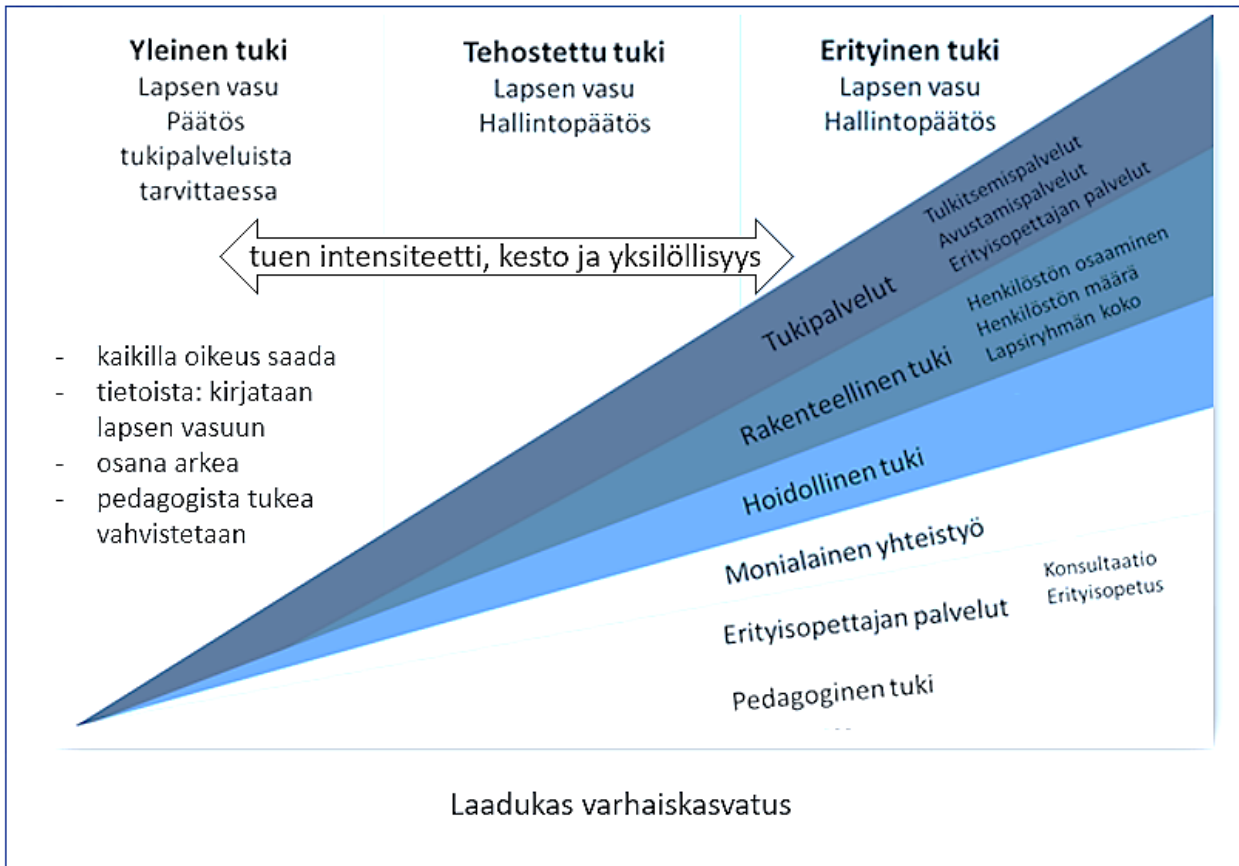 Yleinen tuki
Lapsen vasu
Päätös
tukipalveluista
tarvittaessa
Tehostettu tuki
Lapsen vasu
Hallintopäätös
Erityinen tuki
Lapsen vasu
Hallintopäätös
tuen intensiteetti, kesto ja yksilöllisyys
- kaikilla oikeus saada
- tietoista: kirjataan
lapsen vasuun
- osana arkea
- pedagogista tukea
vahvistetaan
Tukipalvelut
Tulkitsemispalvelut
Avustamispalvelut
Erityisopettajan palvelut
Rakenteellinen tuki
Henkilöstön osaaminen
Henkilöstön määrä
Lapsiryhmän koko
Hoidollinen tuki
Monialainen yhteistyö
Erityisopettajan palvelut
Konsultaatio
Erityisopetus
Pedagoginen tuki
Laadukas varhaiskasvatus